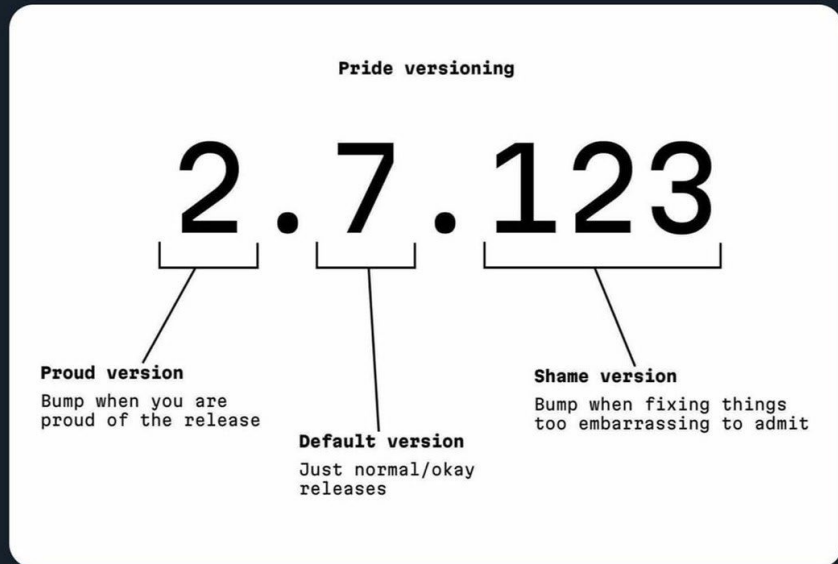 Pride versioning
2.7.123
Proud version
Bump when you are
proud of the release
Default version
Just normal/okay
releases
Shame version
Bump when fixing things
too embarrassing to admit